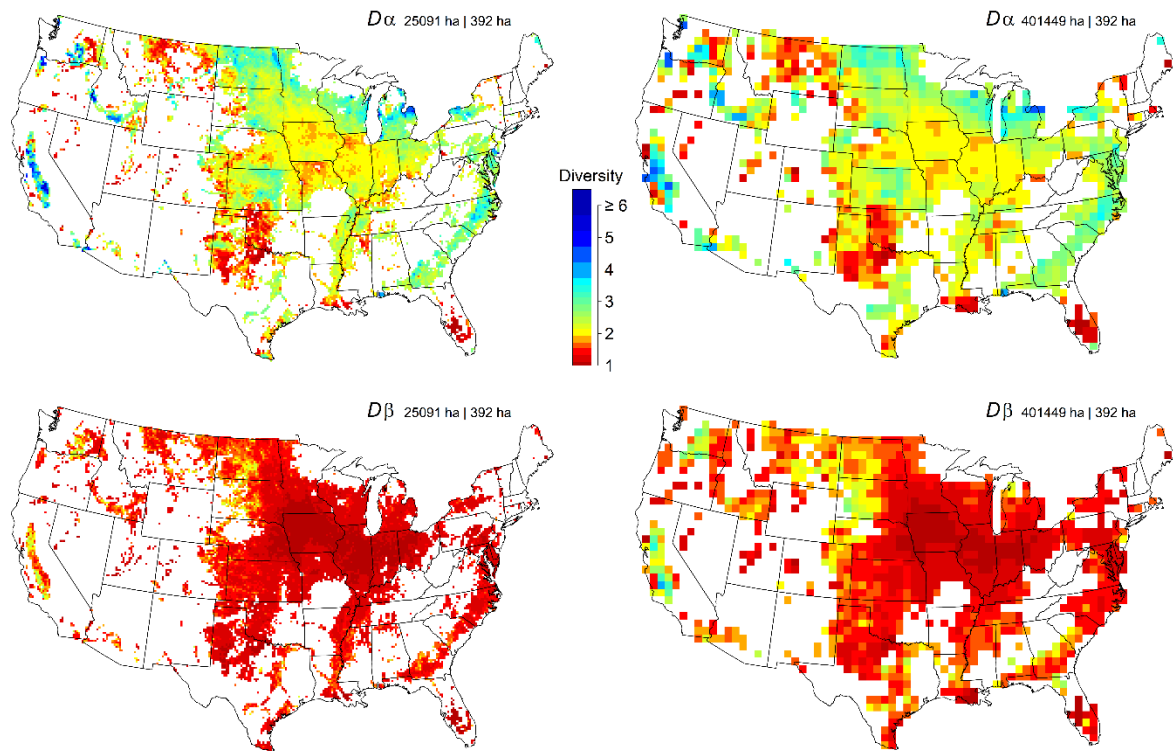 Dα 25091 ha | 392 ha
Dα 401449 ha | 392 ha
Diversity
≥ 6
5
4
3
2
1
Dβ 25091 ha | 392 ha
Dβ 401449 ha | 392 ha